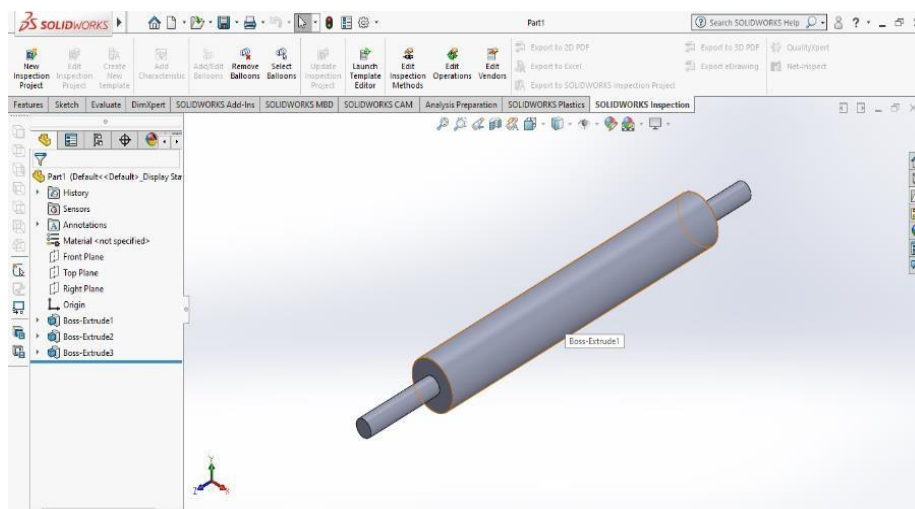 SOLIDWORKS
Part1
Search SOLIDWORKS Help
New Inspection Project
Edit Inspection Project
Create New template
Add Characteristic
Add/Edit Balloons
Remove Balloons
Select Balloons
Update Inspection Project
Launch Template Editor
Edit Inspection Methods
Edit Operations
Edit Vendors
Export to 2D PDF
Export to Excel
Export to SOLIDWORKS Inspection Project
Export to 3D PDF
Export eDrawing
QualityXpert
Net-Inspect
Features Sketch Evaluate DimXpert SOLIDWORKS Add-Ins SOLIDWORKS MBD SOLIDWORKS CAM Analysis Preparation SOLIDWORKS Plastics SOLIDWORKS Inspection
Part1 (Default<<Default>_Display Sta
History
Sensors
Annotations
Material <not specified>
Front Plane
Top Plane
Right Plane
Origin
Boss-Extrude1
Boss-Extrude2
Boss-Extrude3
Boss-Extrude1
Y
Z
X